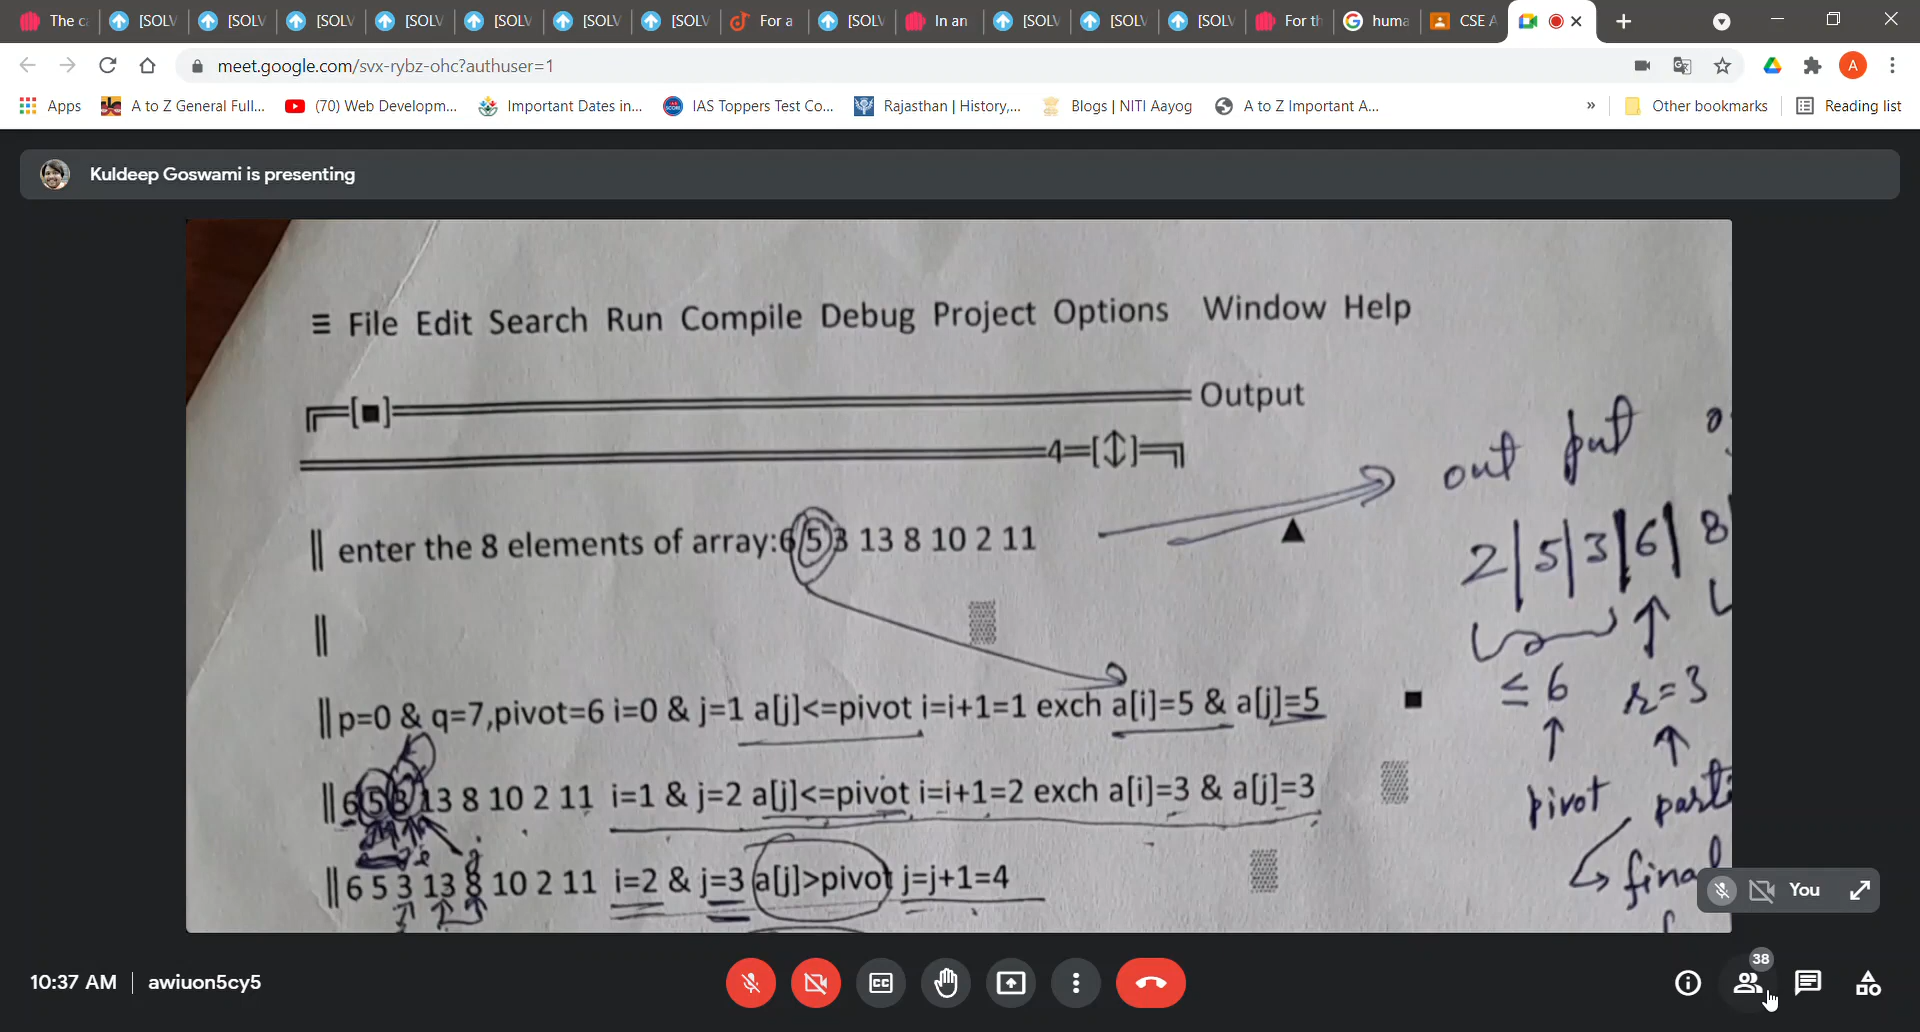 The ca
[SOLV
[SOLV
[SOLV
[SOLV
[SOLV
[SOLV
[SOLV
For a
[SOLV
In an
[SOLV
[SOLV
[SOLV
For th
huma
CSE A
meet.google.com/svx-rybz-ohc?authuser=1
A
Apps
A to Z General Full...
(70) Web Developm...
Important Dates in...
IAS Toppers Test Co...
Rajasthan | History,...
Blogs | NITI Aayog
A to Z Important A...
»
Other bookmarks
Reading list
Kuldeep Goswami is presenting
≡ File Edit Search Run Compile Debug Project Options Window Help
╔═[■]═════════════════════ Output
═════════════════════4=[↕]═╗
|| enter the 8 elements of array:6 5 3 13 8 10 2 11 ▲
||
||p=0 & q=7,pivot=6 i=0 & j=1 a[j]<=pivot i=i+1=1 exch a[i]=5 & a[j]=5 ■
||6 5 3 13 8 10 2 11 i=1 & j=2 a[j]<=pivot i=i+1=2 exch a[i]=3 & a[j]=3
i j
||6 5 3 13 8 10 2 11 i=2 & j=3 a[j]>pivot j=j+1=4
out put
2|5|3|6|8
≤ 6 r=3
pivot
You
10:37 AM | awiuon5cy5
CC
38